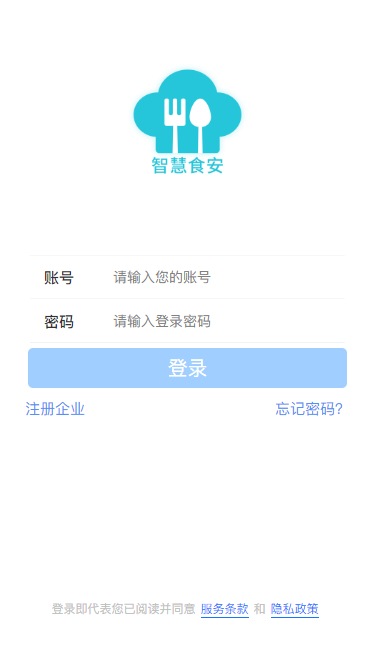 智慧食安
账号 请输入您的账号
密码 请输入登录密码
登录
注册企业 忘记密码?
登录即代表您已阅读并同意 服务条款 和 隐私政策